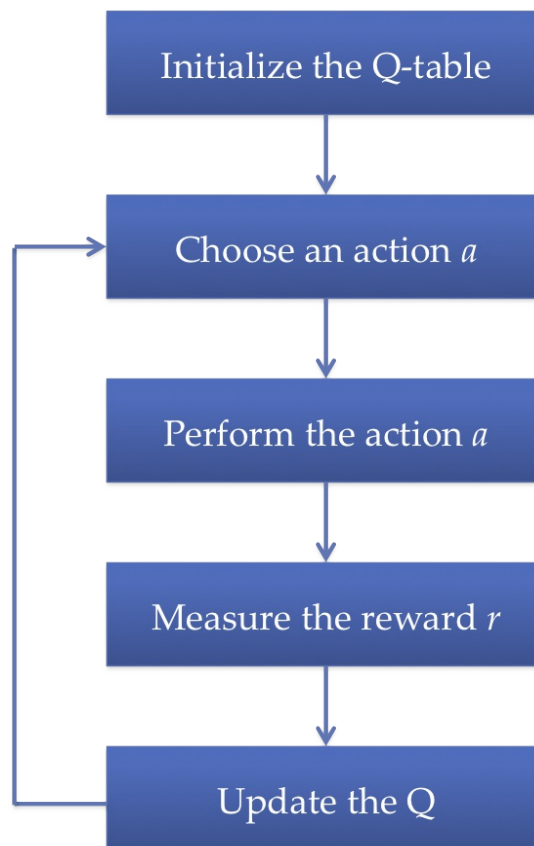 Initialize the Q-table
Choose an action a
Perform the action a
Measure the reward r
Update the Q